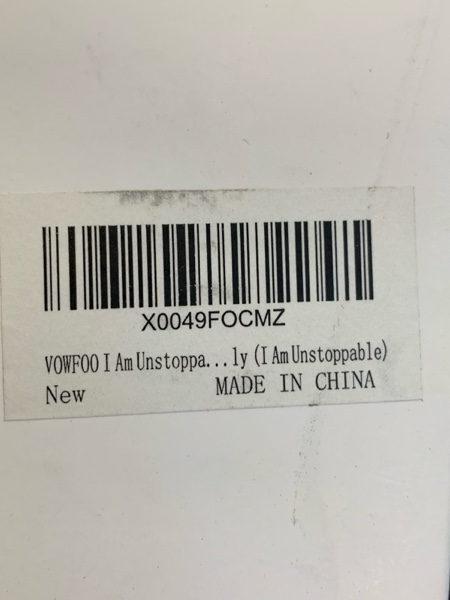 X0049FOCMZ
VOWFOO I Am Unstoppa...ly (I Am Unstoppable)
New MADE IN CHINA